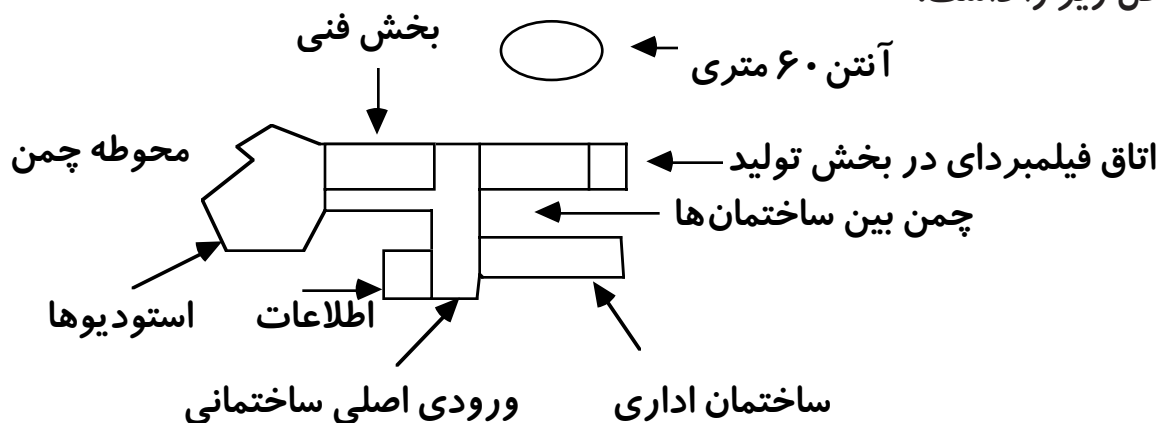 بخش فنی
آنتن ۶۰ متری
محوطه چمن
اتاق فیلمبردای در بخش تولید
چمن بین ساختمان‌ها
استودیوها
اطلاعات
ورودی اصلی ساختمانی
ساختمان اداری